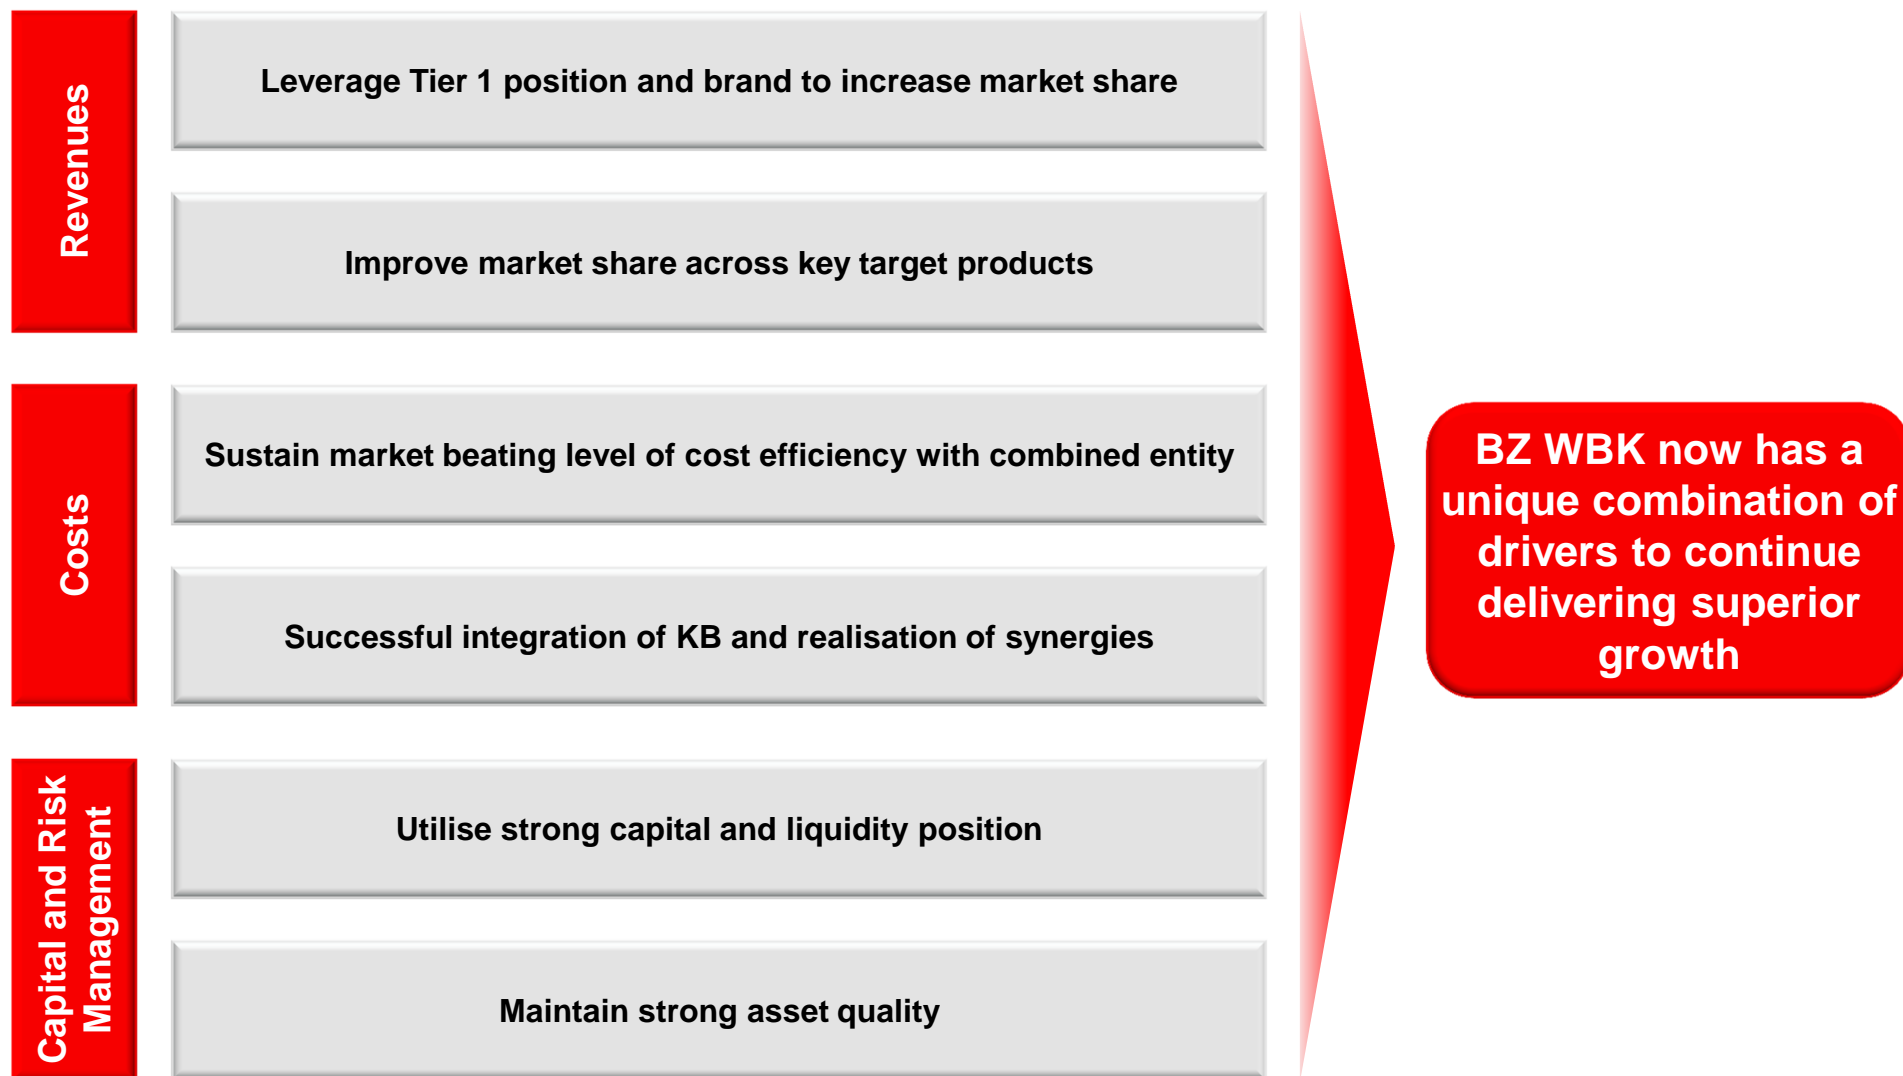 Revenues
Leverage Tier 1 position and brand to increase market share
Improve market share across key target products
Costs
Sustain market beating level of cost efficiency with combined entity
Successful integration of KB and realisation of synergies
Capital and Risk
Management
Utilise strong capital and liquidity position
Maintain strong asset quality
BZ WBK now has a
unique combination of
drivers to continue
delivering superior
growth